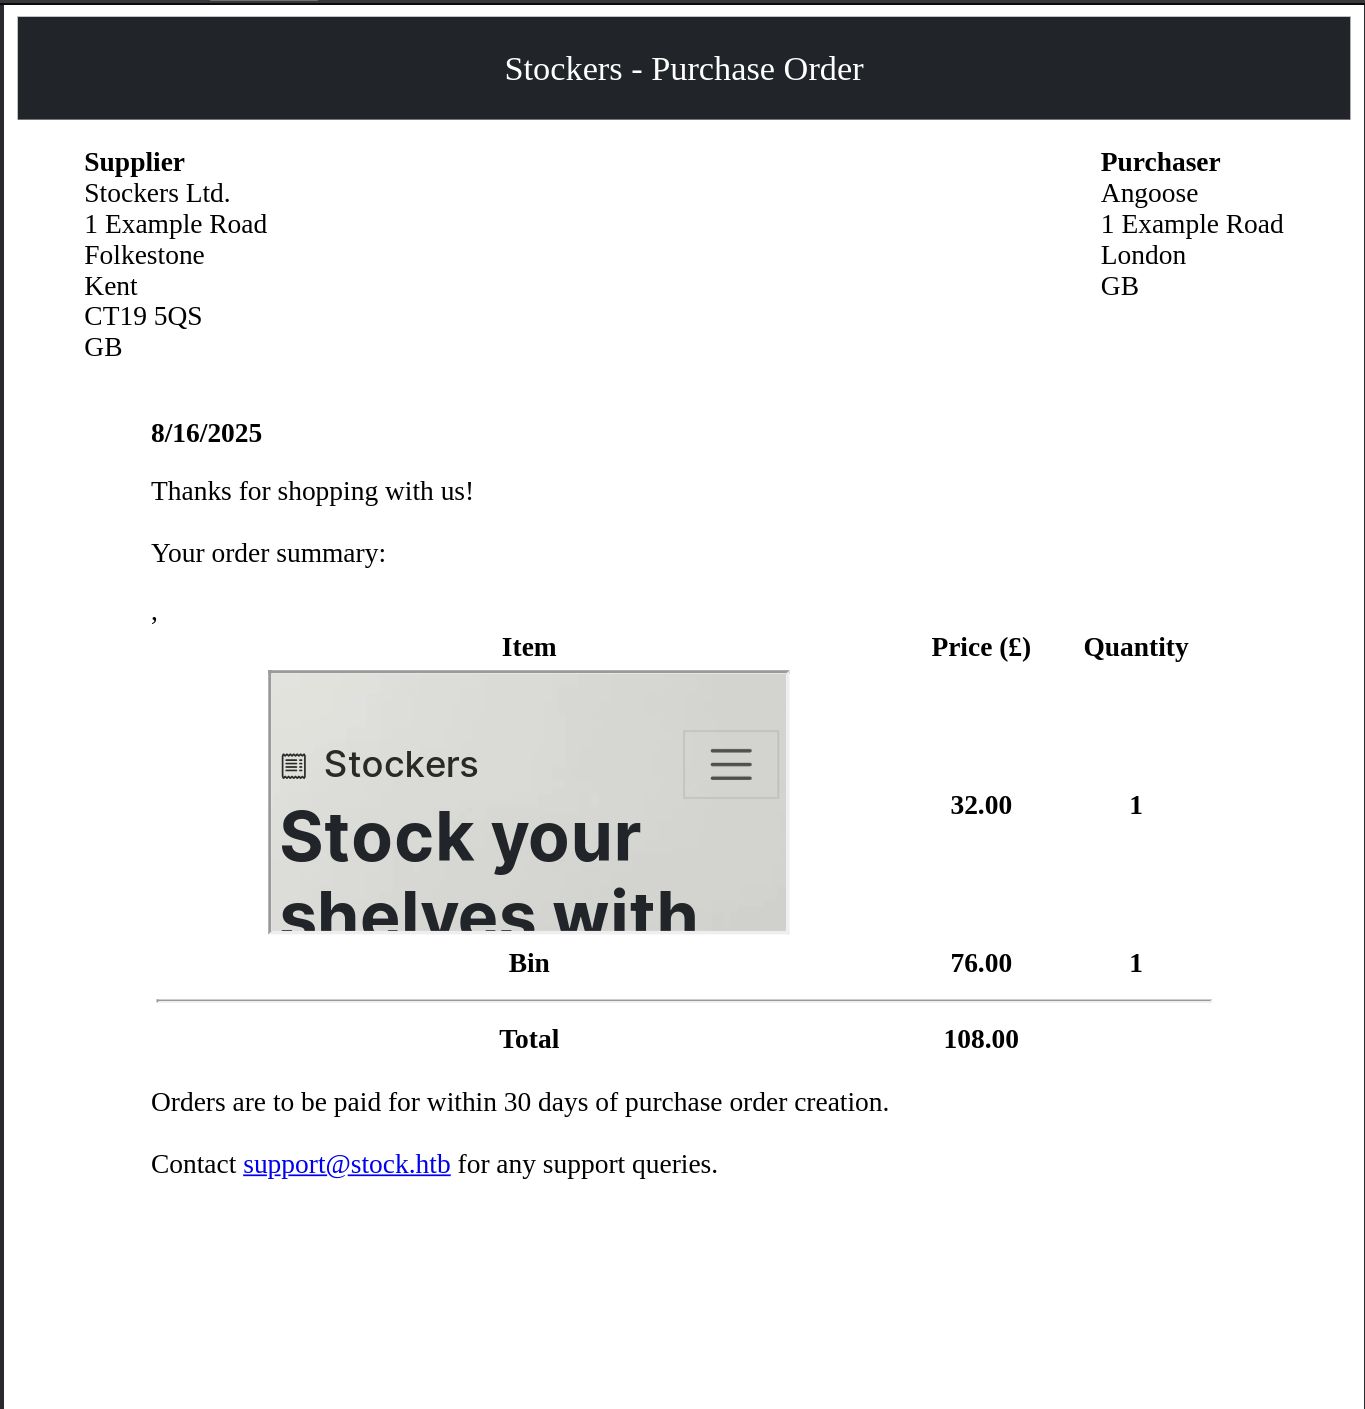 Stockers - Purchase Order
Supplier
Stockers Ltd.
1 Example Road
Folkestone
Kent
CT19 5QS
GB
Purchaser
Angoose
1 Example Road
London
GB
8/16/2025
Thanks for shopping with us!
Your order summary:
,
Item Price (£) Quantity
Stockers
Stock your
shelves with
32.00 1
Bin 76.00 1
Total 108.00
Orders are to be paid for within 30 days of purchase order creation.
Contact support@stock.htb for any support queries.